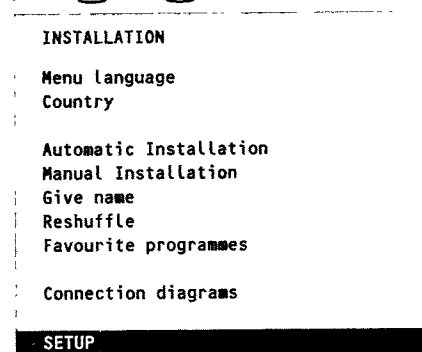 INSTALLATION
Menu language
Country
Automatic Installation
Manual Installation
Give name
Reshuffle
Favourite programmes
Connection diagrams
SETUP